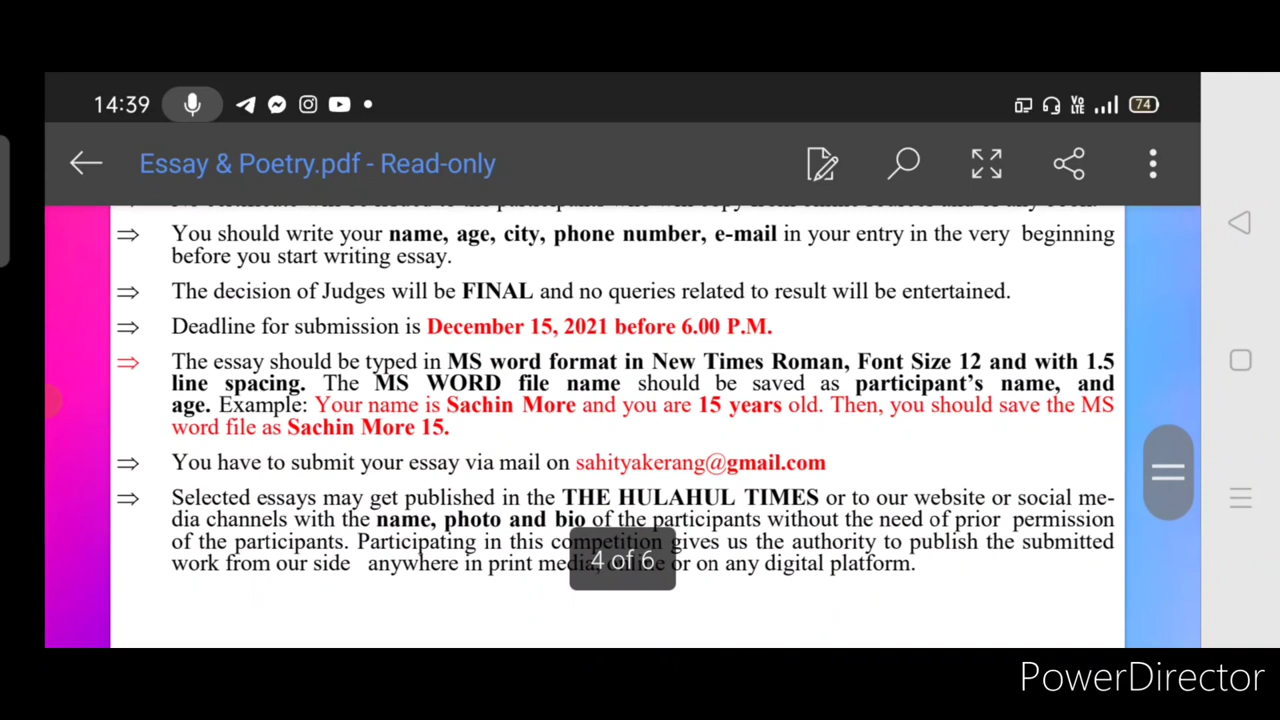 14:39 Vo LTE 74
Essay & Poetry.pdf - Read-only
You should write your name, age, city, phone number, e-mail in your entry in the very beginning
before you start writing essay.
The decision of Judges will be FINAL and no queries related to result will be entertained.
Deadline for submission is December 15, 2021 before 6.00 P.M.
The essay should be typed in MS word format in New Times Roman, Font Size 12 and with 1.5
line spacing. The MS WORD file name should be saved as participant's name, and
age. Example: Your name is Sachin More and you are 15 years old. Then, you should save the MS
word file as Sachin More 15.
You have to submit your essay via mail on sahityakerang@gmail.com
Selected essays may get published in the THE HULAHUL TIMES or to our website or social me-
dia channels with the name, photo and bio of the participants without the need of prior permission
of the participants. Participating in this competition gives us the authority to publish the submitted
work from our side anywhere in print media, online or on any digital platform.
4 of 6
PowerDirector